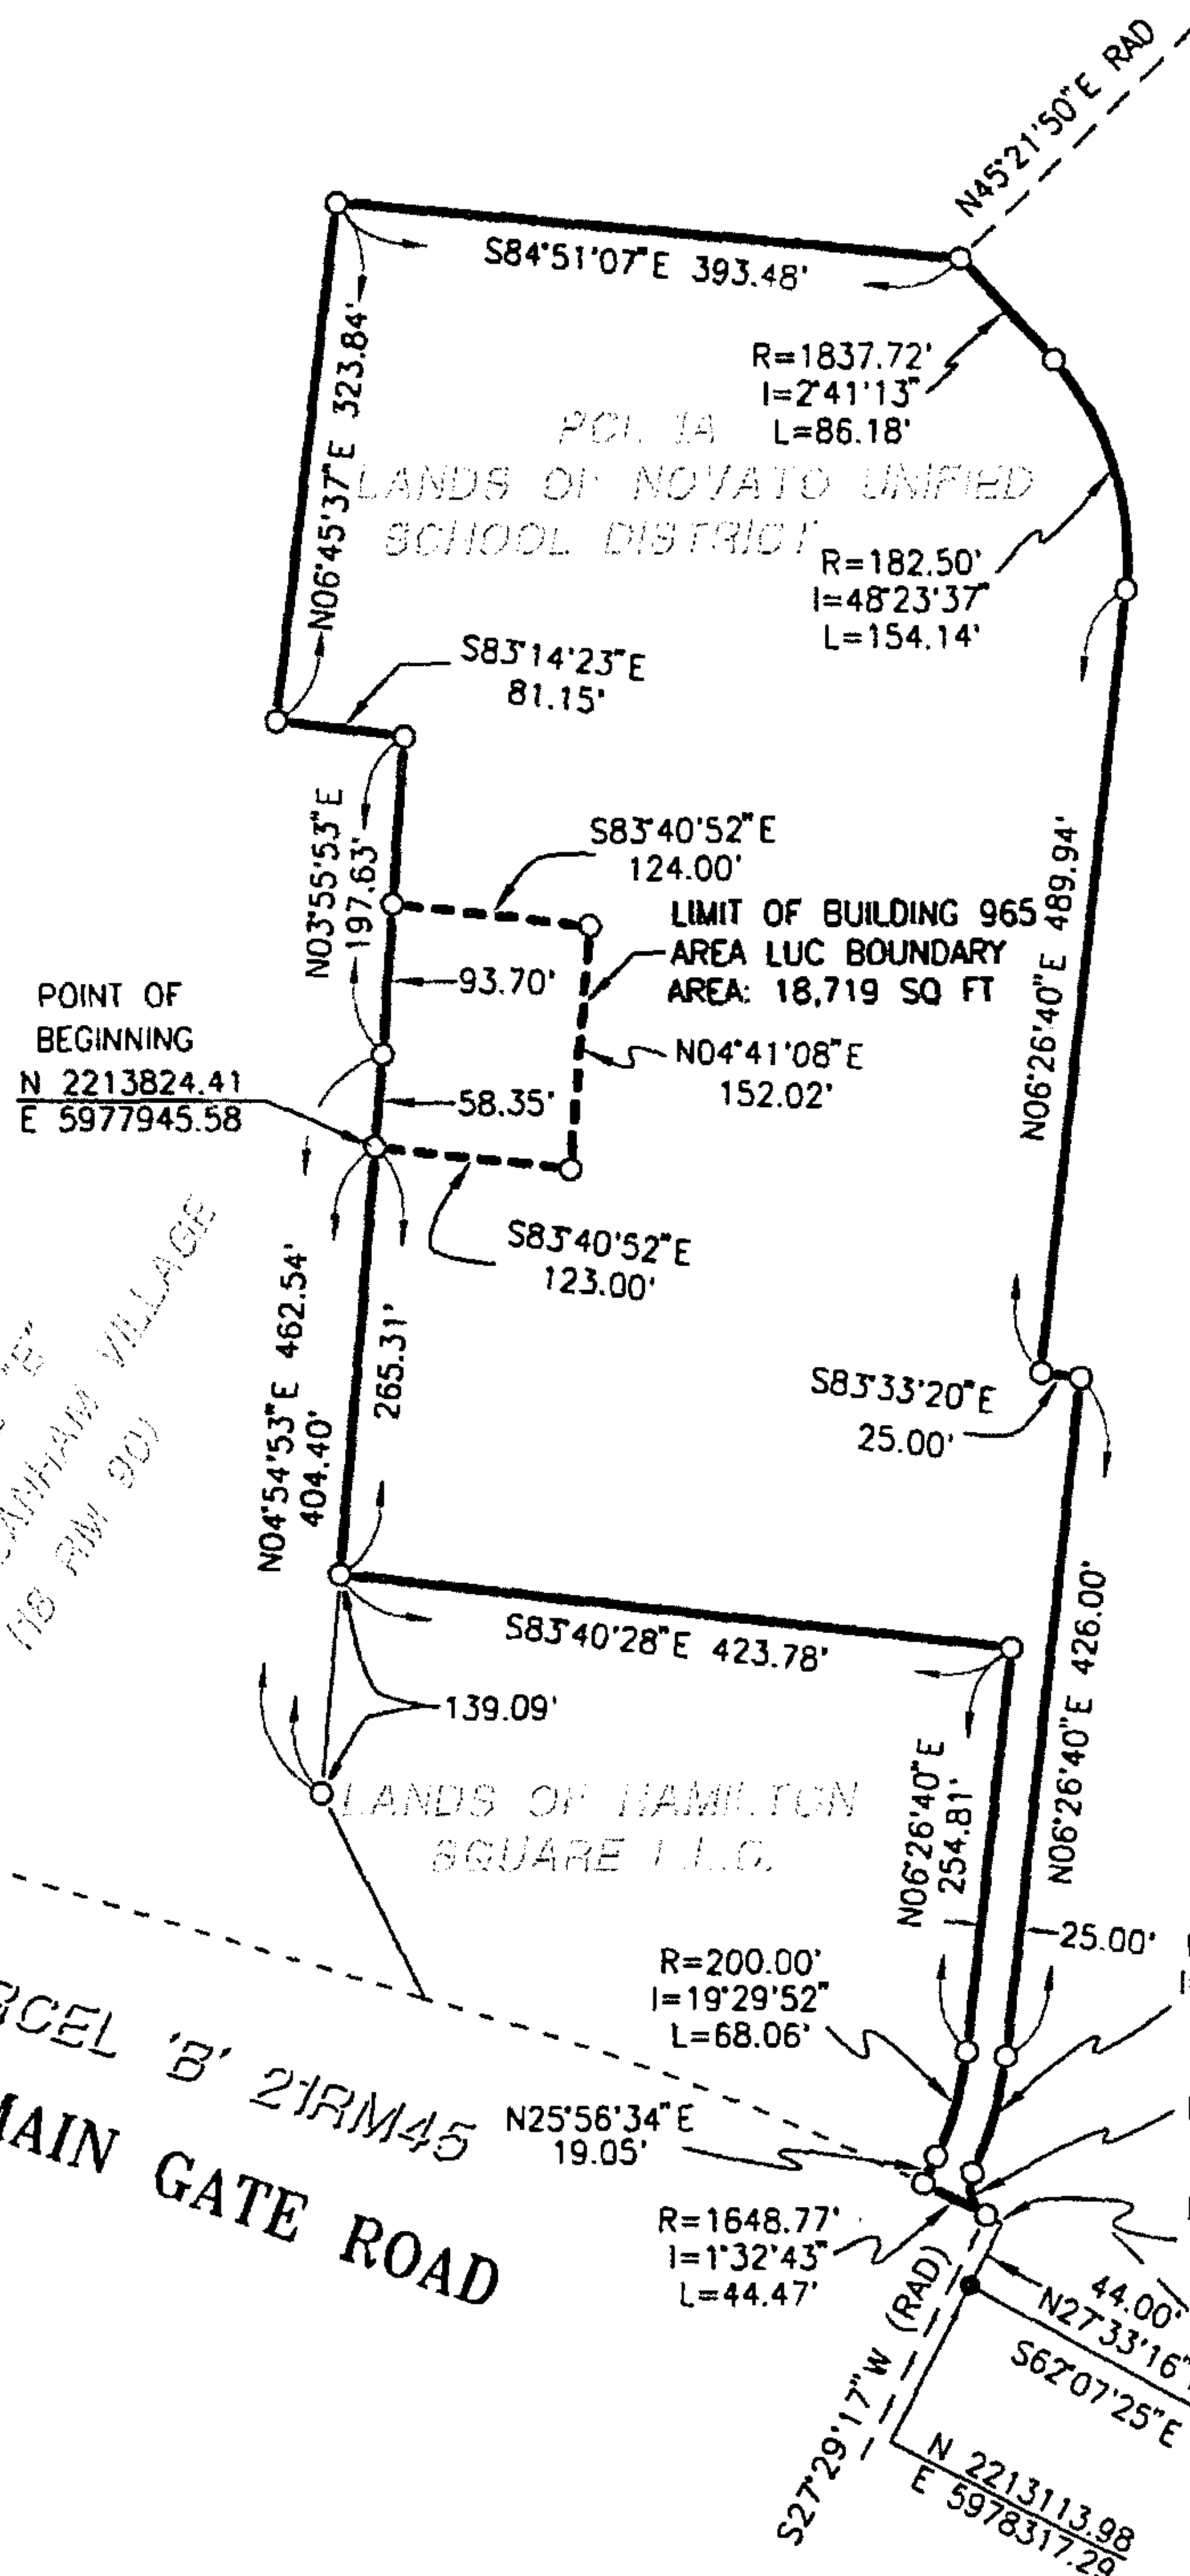 N45°21'50"E RAD
S84°51'07"E 393.48'
R=1837.72'
I=2°41'13"
L=86.18'
N06°45'37"E 323.84'
PCL 1A
LANDS OF NOVATO UNIFIED
SCHOOL DISTRICT
R=182.50'
I=48°23'37"
L=154.14'
S83°14'23"E
81.15'
N03°55'53"E
197.63'
S83°40'52"E
124.00'
LIMIT OF BUILDING 965
AREA LUC BOUNDARY
AREA: 18,719 SQ FT
N06°26'40"E 489.94'
93.70'
POINT OF
BEGINNING
N 2213824.41
E 5977945.58
N04°41'08"E
152.02'
58.35'
S83°40'52"E
123.00'
N04°54'53"E 462.54'
404.40'
265.31'
"E"
LANHAM VILLAGE
(18 RM 90)
S83°33'20"E
25.00'
S83°40'28"E 423.78'
N06°26'40"E 426.00'
139.09'
LANDS OF HAMILTON
SQUARE L.L.C.
N06°26'40"E
254.81'
25.00'
R=200.00'
I=19°29'52"
L=68.06'
RCEL 'B' 21RM45
MAIN GATE ROAD
N25°56'34"E
19.05'
R=1648.77'
I=1°32'43"
L=44.47'
S27°29'17"W (RAD)
44.00'
N27°33'16"
S62°07'25"E
N 2213113.98
E 5978317.29